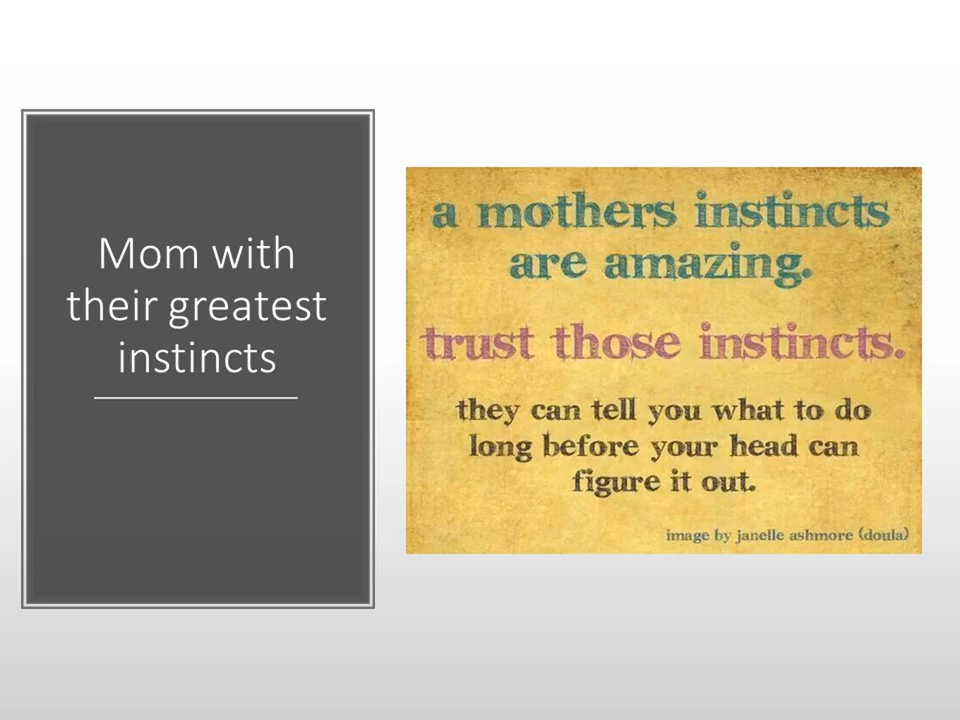 Mom with
their greatest
instincts
a mothers instincts
are amazing.
trust those instincts.
they can tell you what to do
long before your head can
figure it out.
image by janelle ashmore (doula)